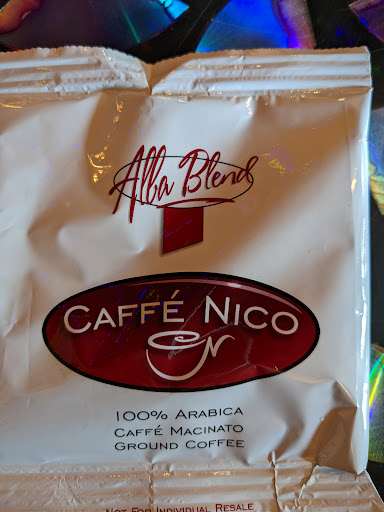 Alba Blend
CAFFÉ NICO
100% ARABICA
CAFFÉ MACINATO
GROUND COFFEE
NOT FOR INDIVIDUAL RESALE